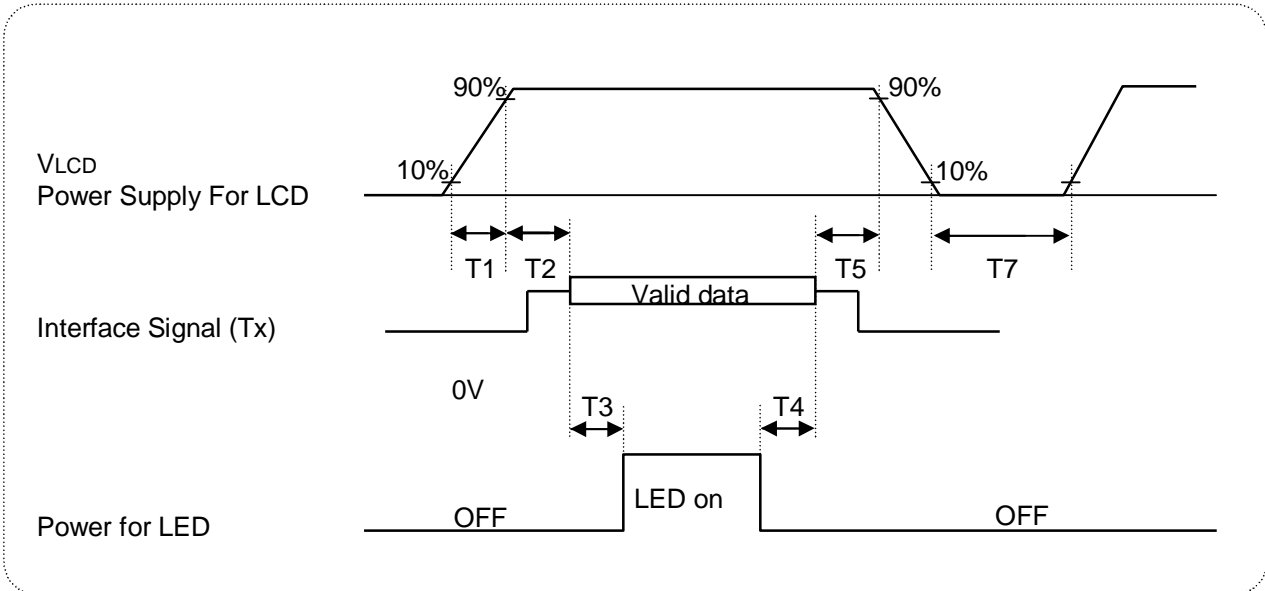 90%
90%
VLCD
10%
10%
Power Supply For LCD
T1
T2
T5
T7
Valid data
Interface Signal (Tx)
0V
T3
T4
LED on
Power for LED
OFF
OFF